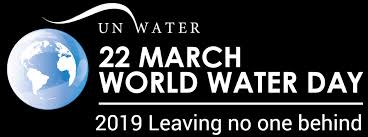 UN WATER
22 MARCH
WORLD WATER DAY
2019 Leaving no one behind